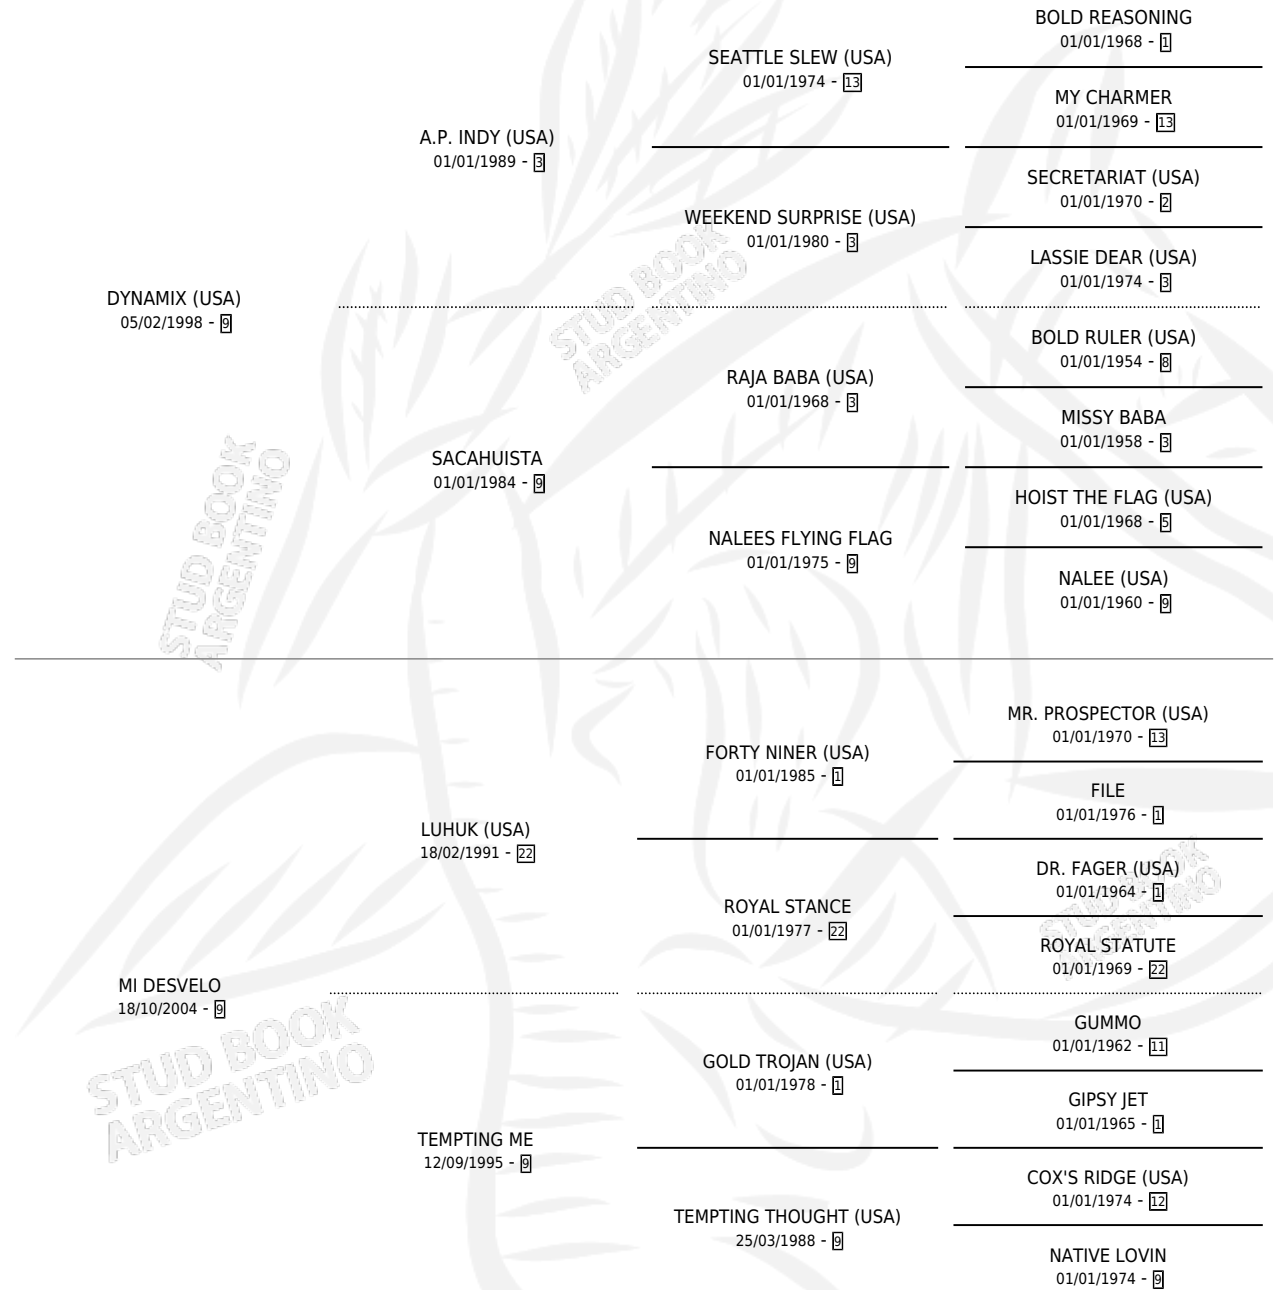 BOLD REASONING
01/01/1968 - 1
SEATTLE SLEW (USA)
01/01/1974 - 13
MY CHARMER
01/01/1969 - 13
A.P. INDY (USA)
01/01/1989 - 3
SECRETARIAT (USA)
01/01/1970 - 2
WEEKEND SURPRISE (USA)
01/01/1980 - 3
LASSIE DEAR (USA)
01/01/1974 - 3
DYNAMIX (USA)
05/02/1998 - 9
BOLD RULER (USA)
01/01/1954 - 8
RAJA BABA (USA)
01/01/1968 - 3
MISSY BABA
01/01/1958 - 3
SACAHUISTA
01/01/1984 - 9
HOIST THE FLAG (USA)
01/01/1968 - 5
NALEES FLYING FLAG
01/01/1975 - 9
NALEE (USA)
01/01/1960 - 9
MR. PROSPECTOR (USA)
01/01/1970 - 13
FORTY NINER (USA)
01/01/1985 - 1
FILE
01/01/1976 - 1
LUHUK (USA)
18/02/1991 - 22
DR. FAGER (USA)
01/01/1964 - 1
ROYAL STANCE
01/01/1977 - 22
ROYAL STATUTE
01/01/1969 - 22
MI DESVELO
18/10/2004 - 9
GUMMO
01/01/1962 - 11
GOLD TROJAN (USA)
01/01/1978 - 1
GIPSY JET
01/01/1965 - 1
TEMPTING ME
12/09/1995 - 9
COX'S RIDGE (USA)
01/01/1974 - 12
TEMPTING THOUGHT (USA)
25/03/1988 - 9
NATIVE LOVIN
01/01/1974 - 9
STUD BOOK
ARGENTINO
STUD BOOK
ARGENTINO
STUD BOOK
ARGENTINO
STUD BOOK
ARGENTINO